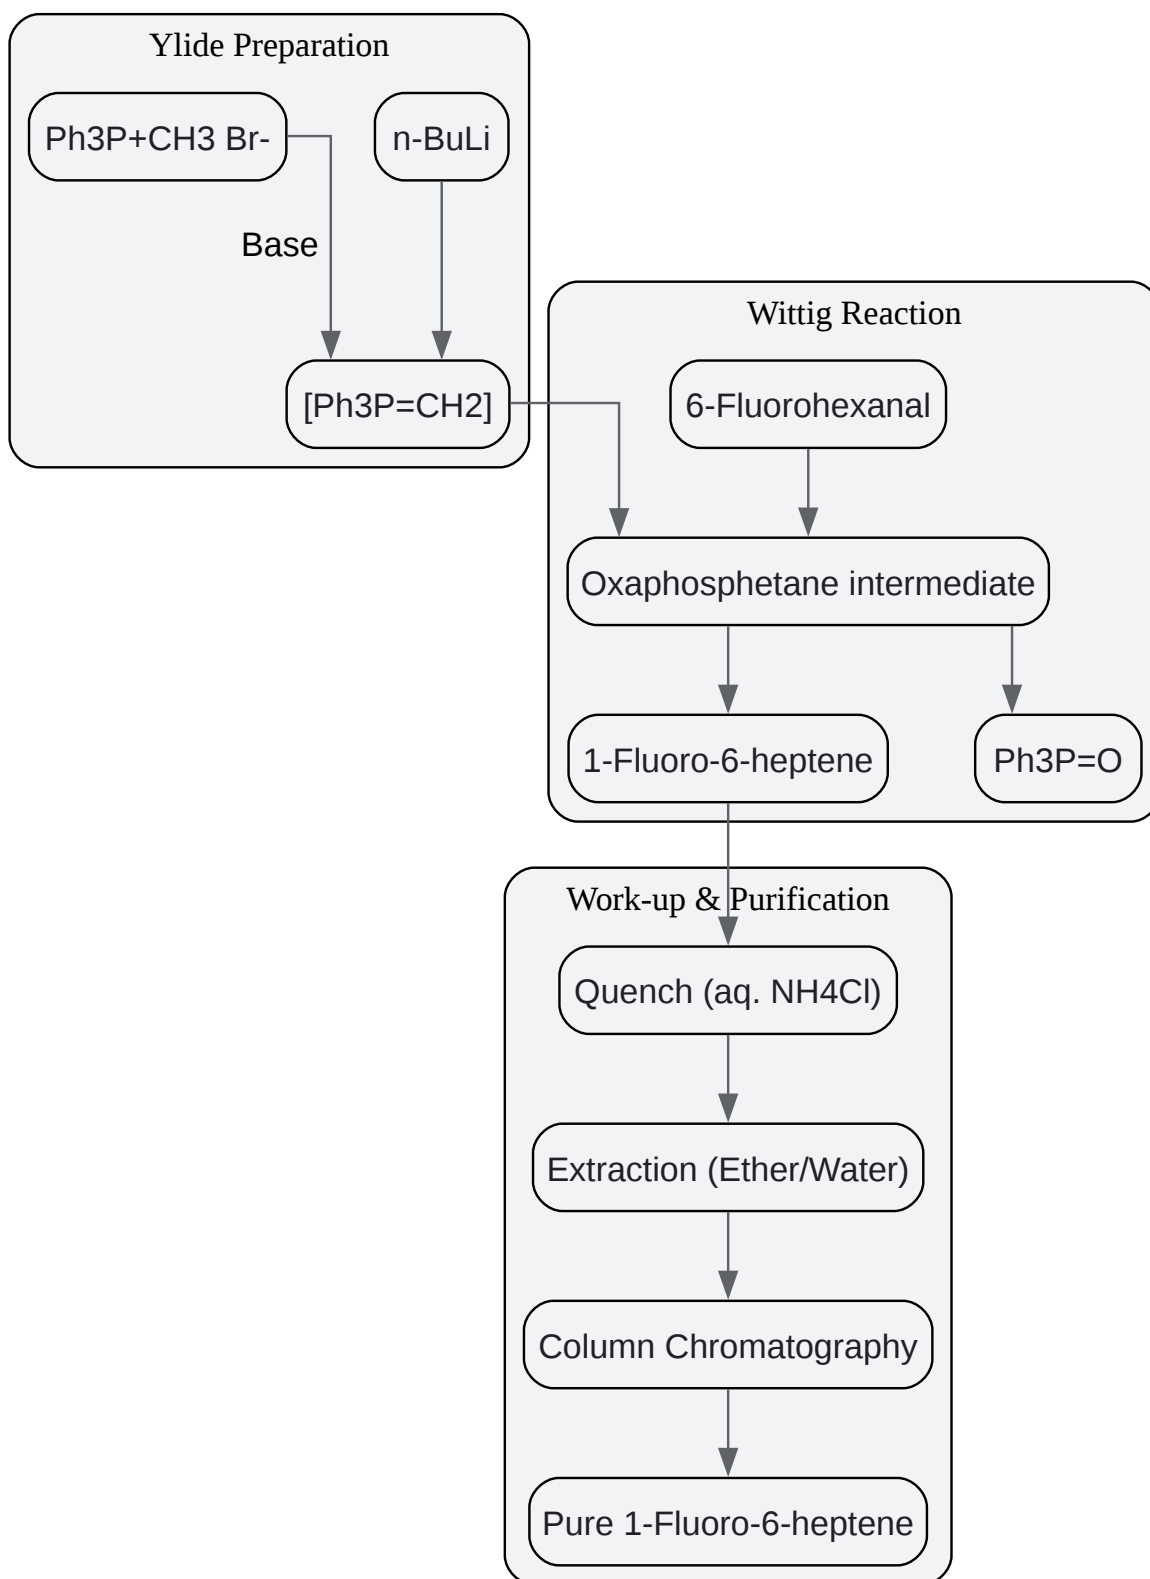 Ylide Preparation
Ph3P+CH3 Br-
n-BuLi
Base
[Ph3P=CH2]
Wittig Reaction
6-Fluorohexanal
Oxaphosphetane intermediate
1-Fluoro-6-heptene
Ph3P=O
Work-up & Purification
Quench (aq. NH4Cl)
Extraction (Ether/Water)
Column Chromatography
Pure 1-Fluoro-6-heptene